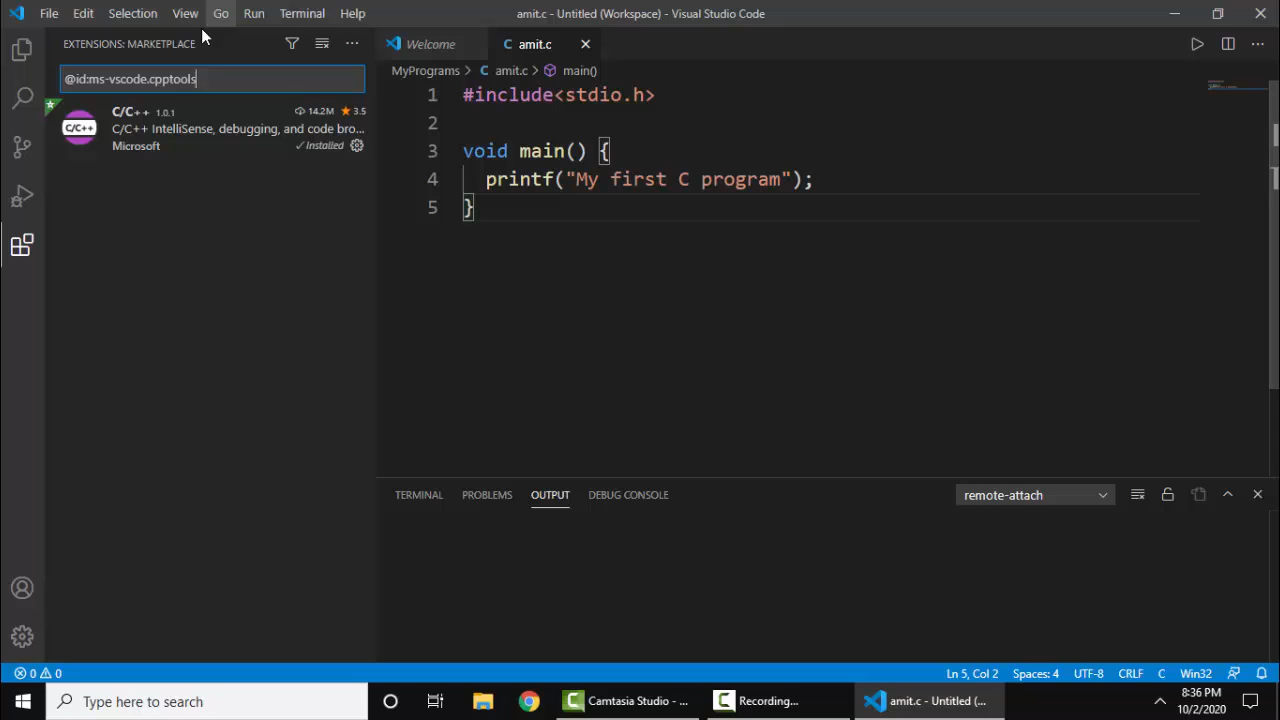 File Edit Selection View Go Run Terminal Help
amit.c - Untitled (Workspace) - Visual Studio Code
EXTENSIONS: MARKETPLACE
@id:ms-vscode.cpptools
C/C++ 1.0.1 14.2M 3.5
C/C++
C/C++ IntelliSense, debugging, and code bro...
Microsoft
Installed
Welcome
C amit.c
MyPrograms > C amit.c > main()
1 #include<stdio.h>
2
3 void main() {
4 printf("My first C program");
5 }
TERMINAL PROBLEMS OUTPUT DEBUG CONSOLE
remote-attach
0 0
Ln 5, Col 2 Spaces: 4 UTF-8 CRLF C Win32
Type here to search
Camtasia Studio - ...
Recording...
amit.c - Untitled (...
8:36 PM
10/2/2020